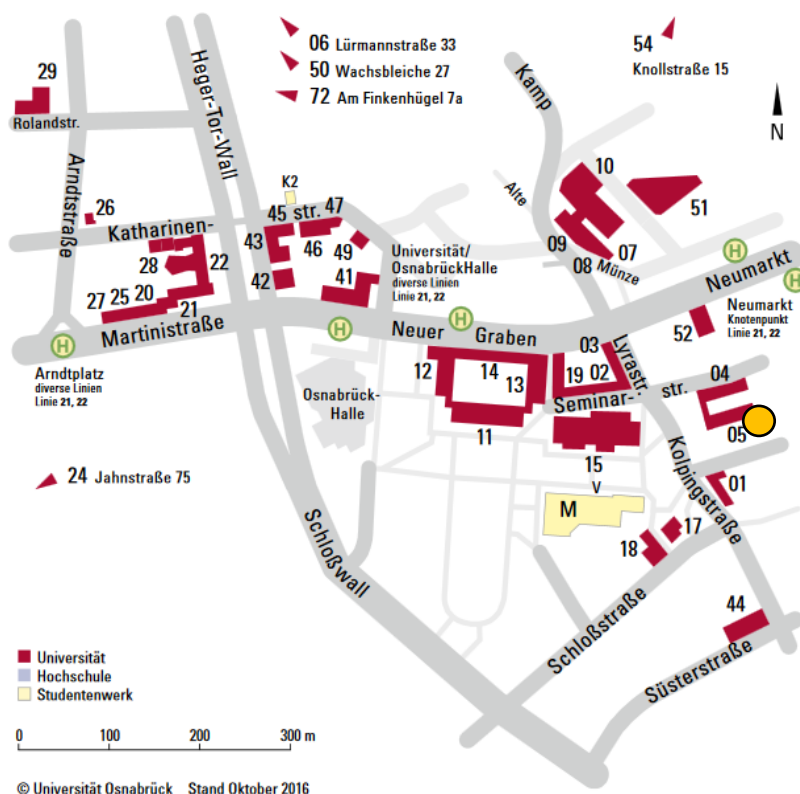 06 Lürmannstraße 33
50 Wachsbleiche 27
72 Am Finkenhügel 7a
54
Knollstraße 15
N
29
Rolandstr.
Arndtstraße
Heger-Tor-Wall
Kamp
Alte
Münze
10
51
09
08
07
26
Katharinen-
str.
K2
45
47
43
46
49
42
41
28
22
27
25
20
21
Martinistraße
Universität/
OsnabrückHalle
diverse Linien
Linie 21, 22
H
H
H
H
H
Neumarkt
Neumarkt
Knotenpunkt
Linie 21, 22
52
Neuer Graben
Arndtplatz
diverse Linien
Linie 21, 22
Osnabrück-
Halle
12
14
13
11
03
19
02
Lyrastr.
Seminar-
str.
04
05
15
V
M
01
17
18
Kolpingstraße
24 Jahnstraße 75
Schloßwall
Schloßstraße
44
Süsterstraße
Universität
Hochschule
Studentenwerk
0 100 200 300 m
© Universität Osnabrück Stand Oktober 2016